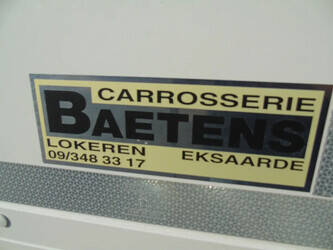 CARROSSERIE
BAETENS
LOKEREN EKSAARDE
09/348 33 17